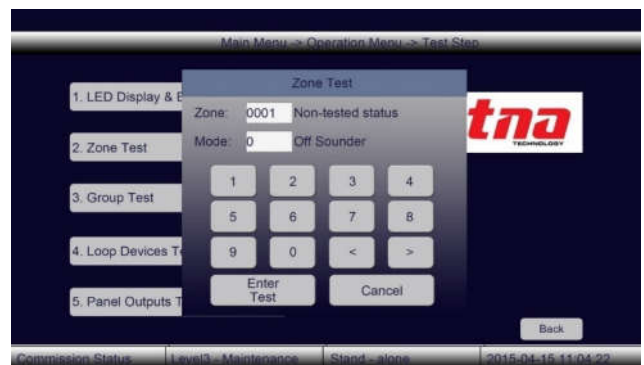 Main Menu -> Operation Menu -> Test Step
Zone Test
1. LED Display & B
Zone: 0001 Non-tested status
Mode: 0 Off Sounder
tna
TECHNOLOGY
2. Zone Test
1 2 3 4
3. Group Test
5 6 7 8
4. Loop Devices Te
9 0 < >
Enter
Test
Cancel
5. Panel Outputs T
Back
Commission Status Level3 - Maintenance Stand - alone 2015-04-15 11:04:22